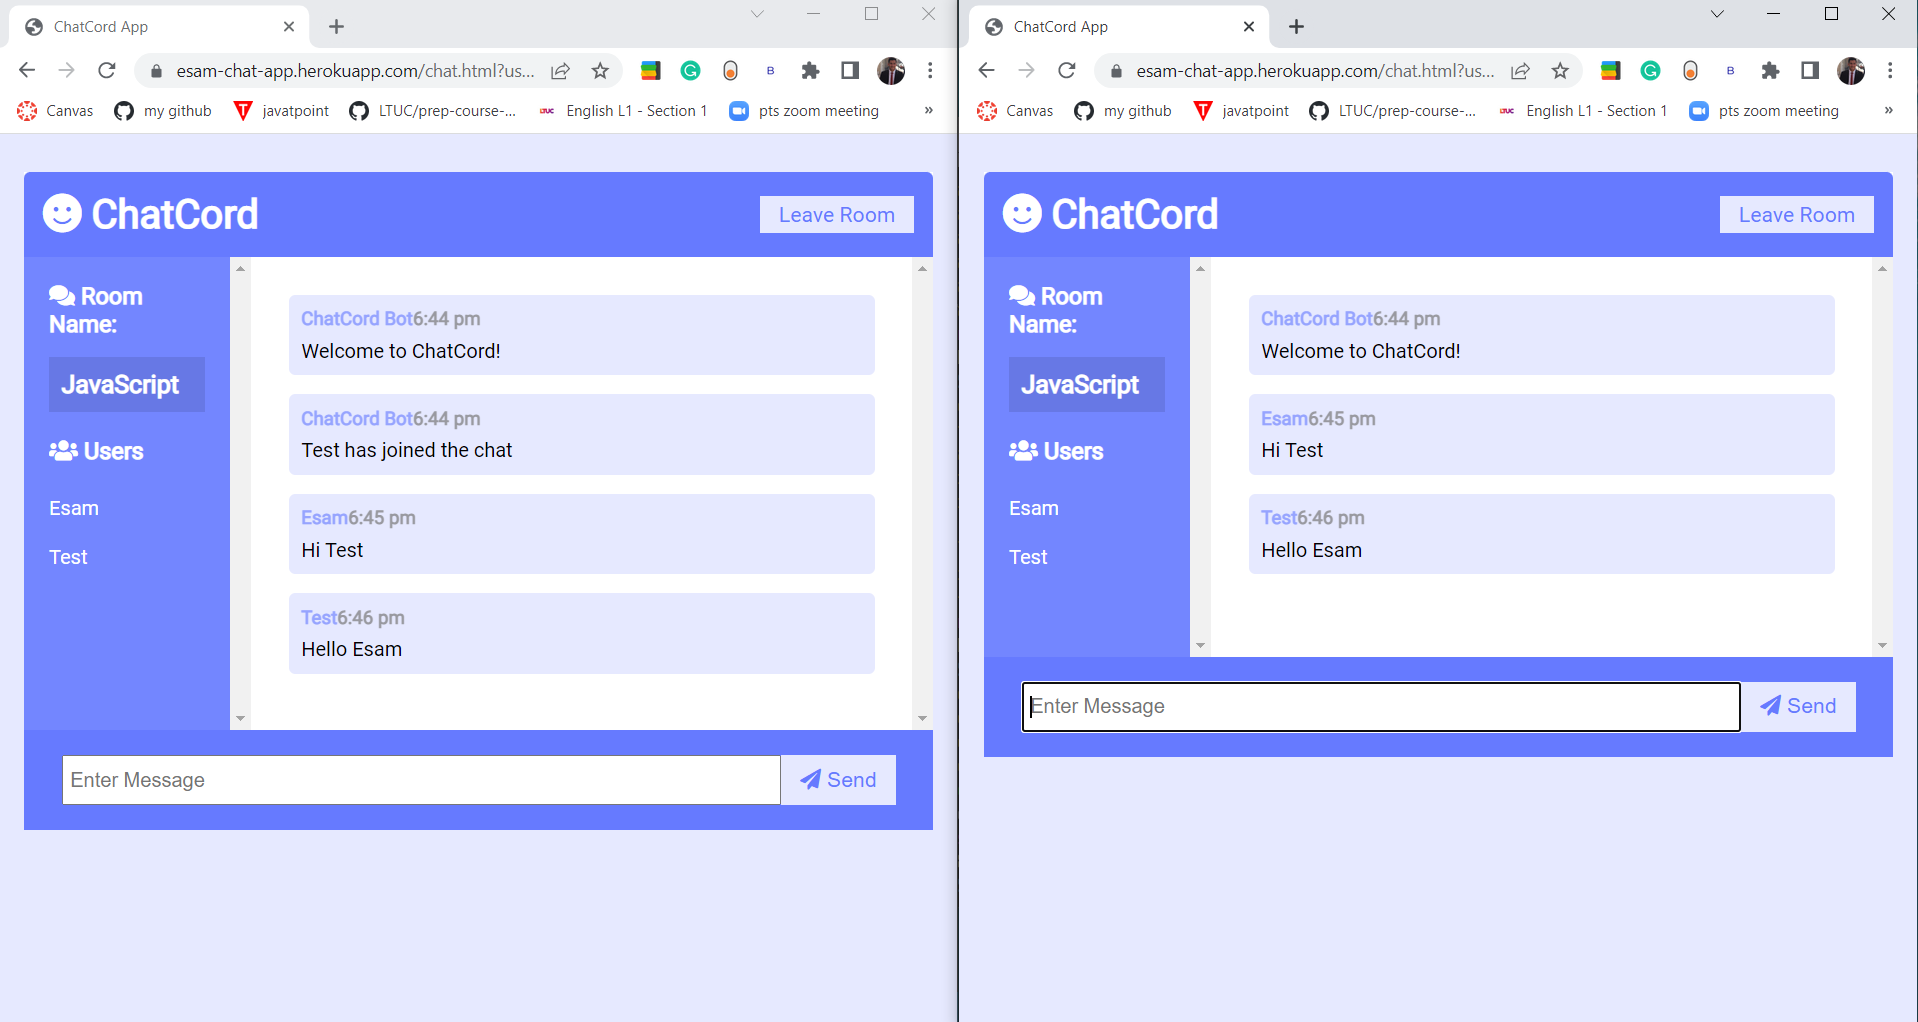 ChatCord App
esam-chat-app.herokuapp.com/chat.html?us...
Canvas my github javatpoint LTUC/prep-course-... LTUC English L1 - Section 1 pts zoom meeting »
ChatCord
Leave Room
Room
Name:
JavaScript
Users
Esam
Test
ChatCord Bot6:44 pm
Welcome to ChatCord!
ChatCord Bot6:44 pm
Test has joined the chat
Esam6:45 pm
Hi Test
Test6:46 pm
Hello Esam
Enter Message
Send
ChatCord App
esam-chat-app.herokuapp.com/chat.html?us...
Canvas my github javatpoint LTUC/prep-course-... LTUC English L1 - Section 1 pts zoom meeting »
ChatCord
Leave Room
Room
Name:
JavaScript
Users
Esam
Test
ChatCord Bot6:44 pm
Welcome to ChatCord!
Esam6:45 pm
Hi Test
Test6:46 pm
Hello Esam
Enter Message
Send